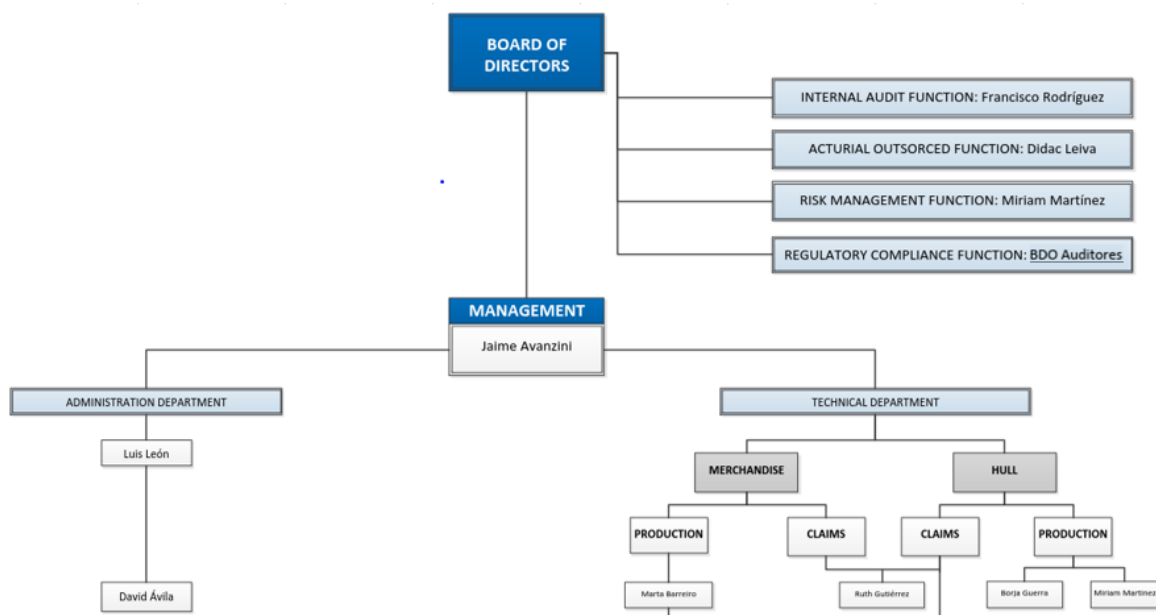 BOARD OF
DIRECTORS
INTERNAL AUDIT FUNCTION: Francisco Rodríguez
ACTURIAL OUTSORCED FUNCTION: Didac Leiva
RISK MANAGEMENT FUNCTION: Miriam Martínez
REGULATORY COMPLIANCE FUNCTION: BDO Auditores
MANAGEMENT
Jaime Avanzini
ADMINISTRATION DEPARTMENT
TECHNICAL DEPARTMENT
Luis León
MERCHANDISE
HULL
PRODUCTION
CLAIMS
CLAIMS
PRODUCTION
David Ávila
Marta Barreiro
Ruth Gutiérrez
Borja Guerra
Miriam Martinez